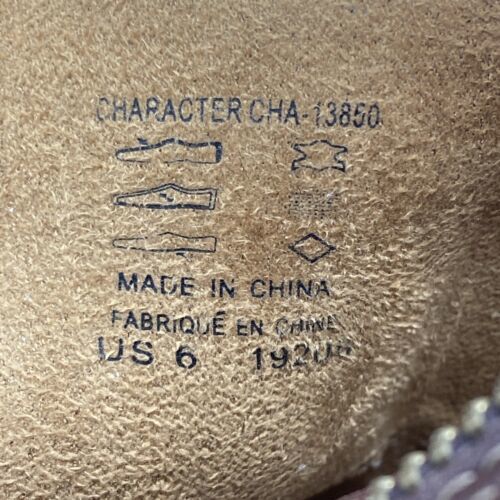 CHARACTER CHA-13850
MADE IN CHINA
FABRIQUÉ EN CHINE
US 6